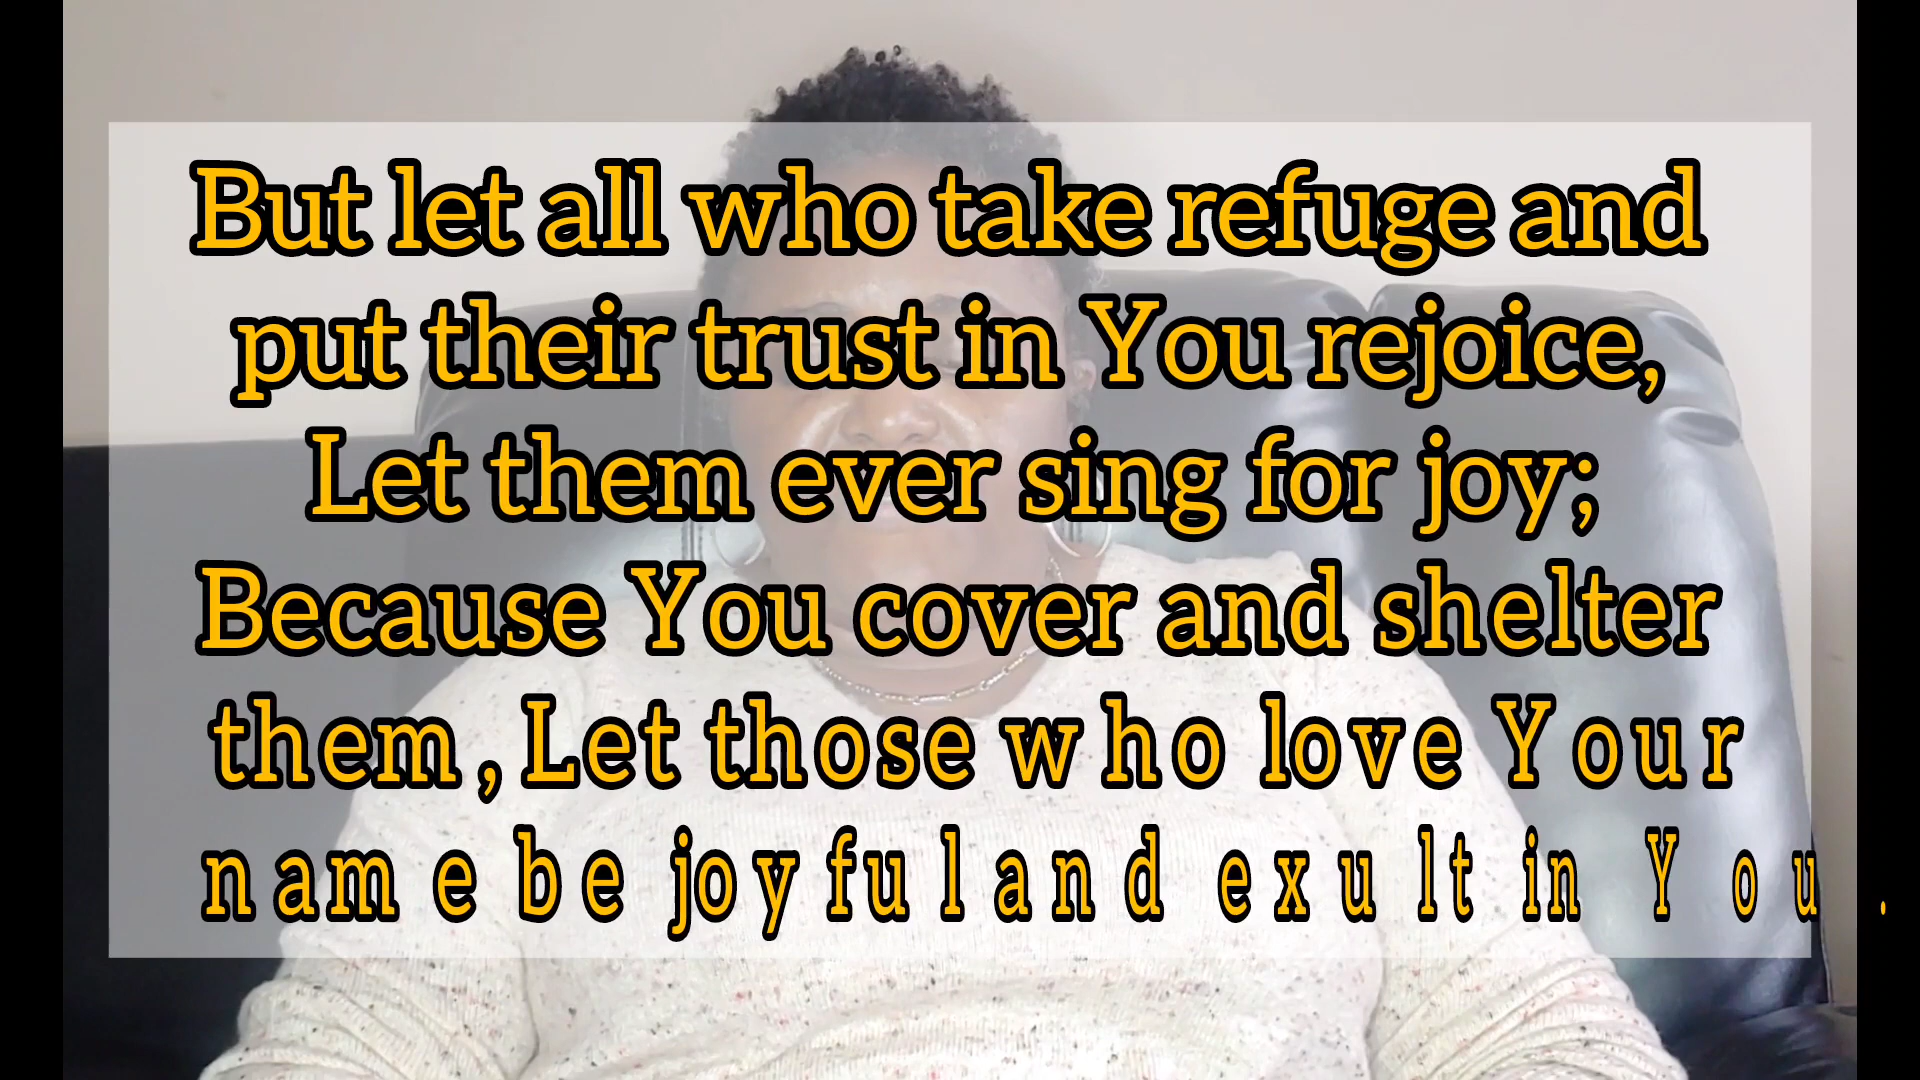 But let all who take refuge and
put their trust in You rejoice,
Let them ever sing for joy;
Because You cover and shelter
them, Let those who love Your
name be joyful and exult in You.